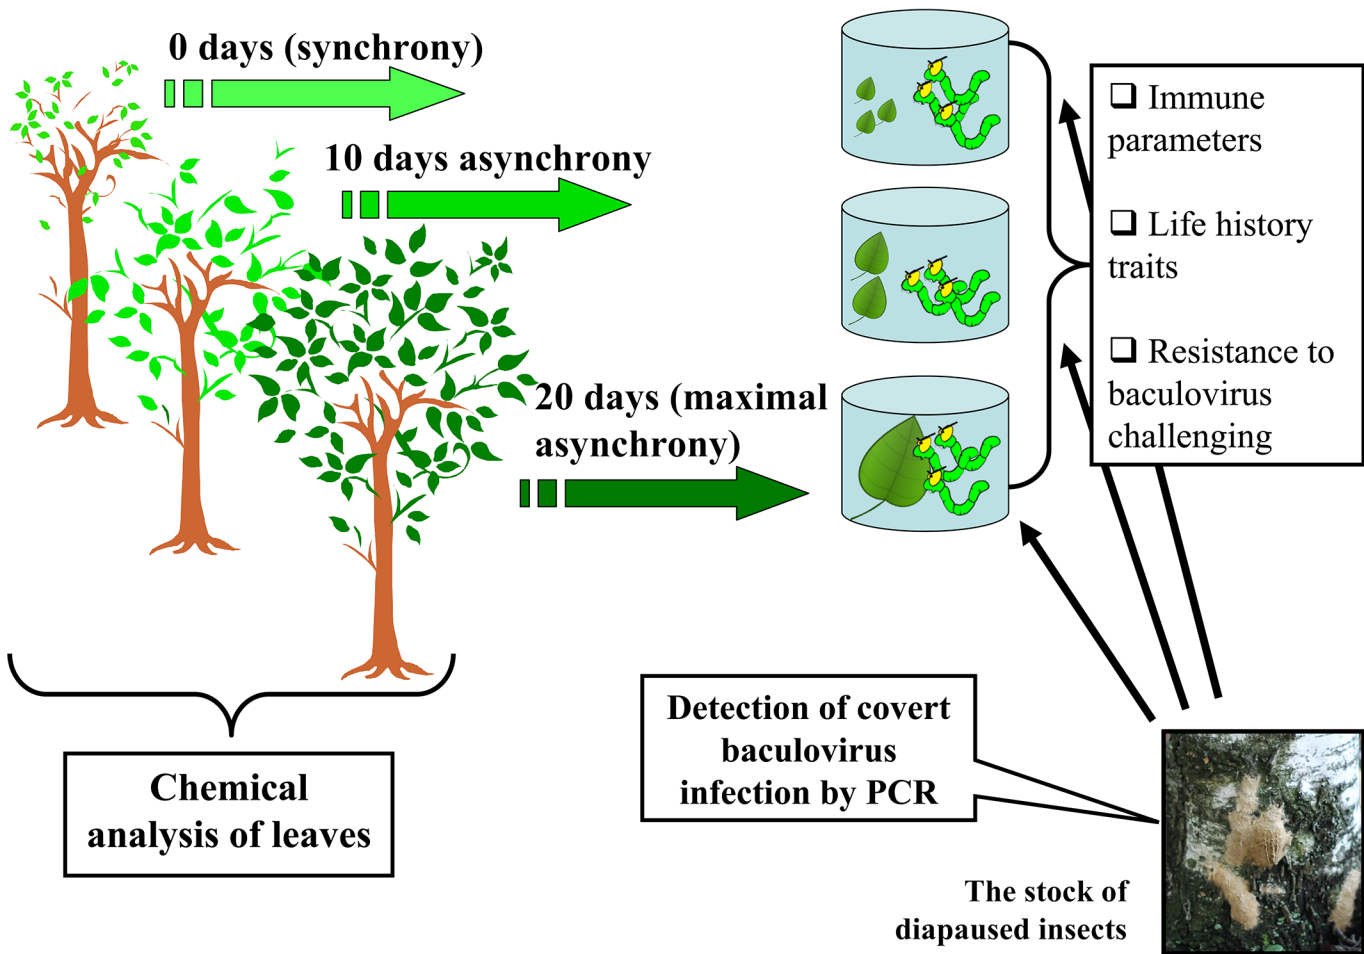 0 days (synchrony)
10 days asynchrony
20 days (maximal
asynchrony)
❑ Immune
parameters
❑ Life history
traits
❑ Resistance to
baculovirus
challenging
Chemical
analysis of leaves
Detection of covert
baculovirus
infection by PCR
The stock of
diapaused insects